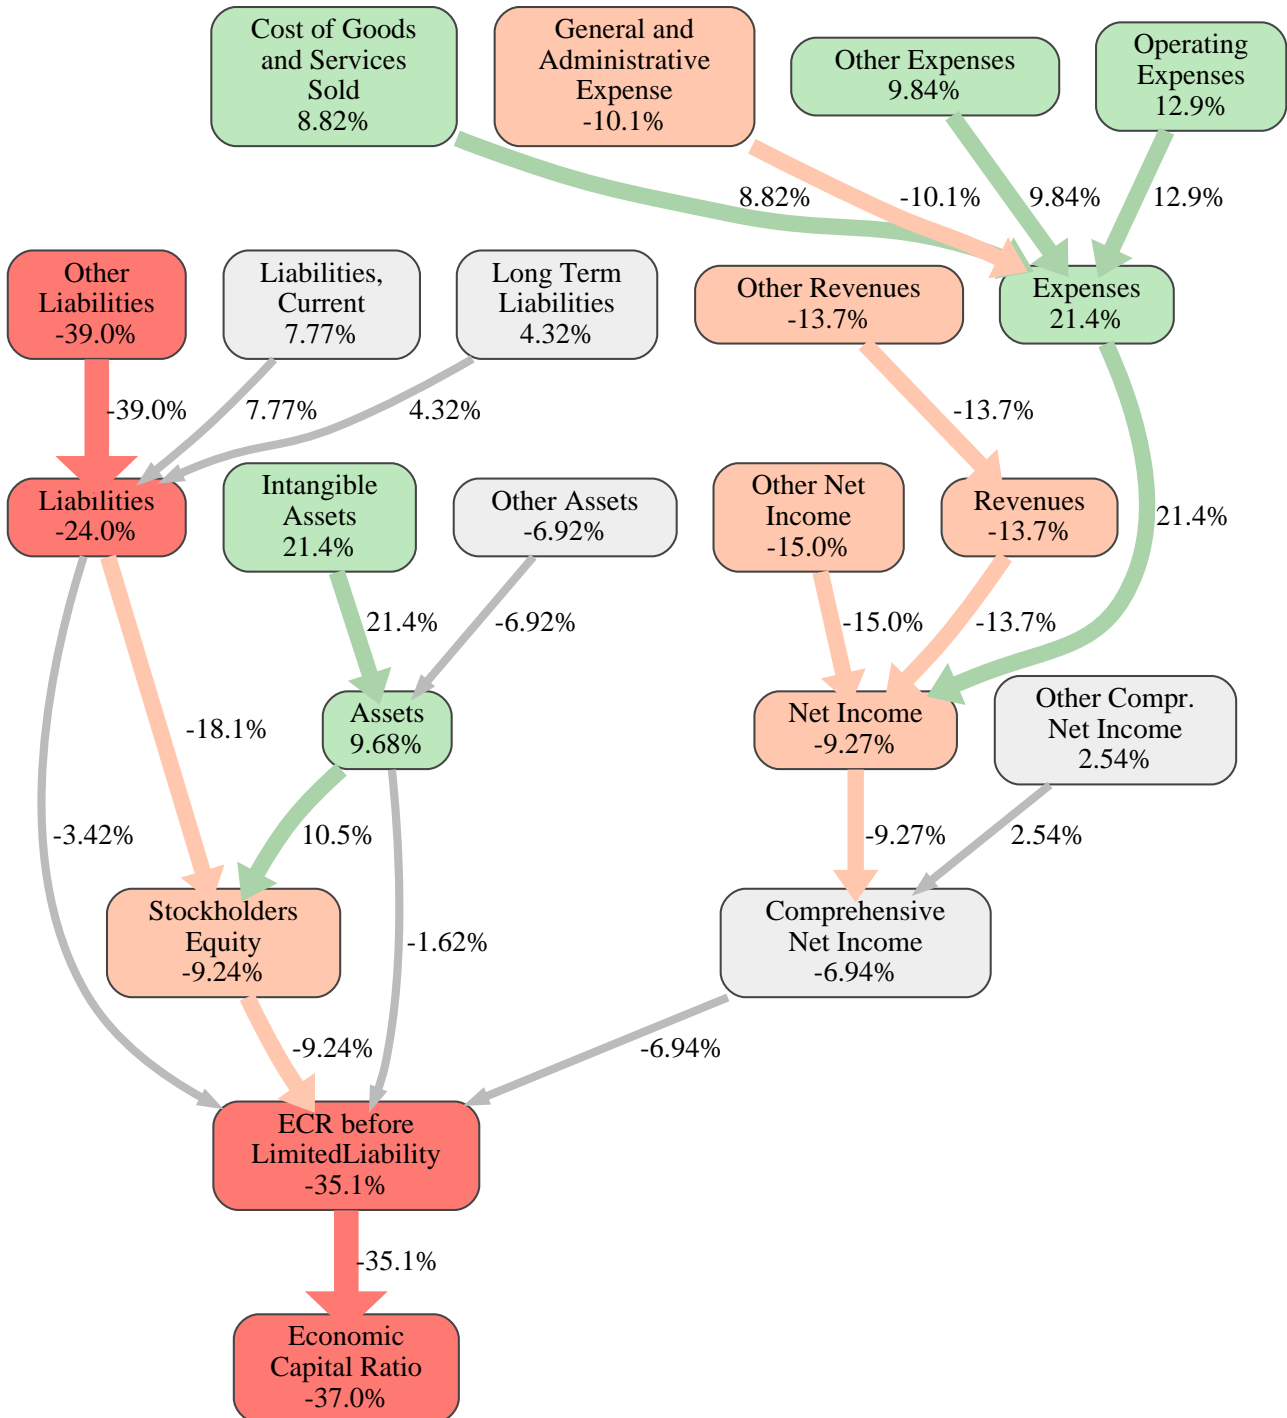 Cost of Goods
and Services
Sold
8.82%
General and
Administrative
Expense
-10.1%
Other Expenses
9.84%
Operating
Expenses
12.9%
8.82%
-10.1%
9.84%
12.9%
Other
Liabilities
-39.0%
Liabilities,
Current
7.77%
Long Term
Liabilities
4.32%
Other Revenues
-13.7%
Expenses
21.4%
-39.0%
7.77%
4.32%
-13.7%
Liabilities
-24.0%
Intangible
Assets
21.4%
Other Assets
-6.92%
Other Net
Income
-15.0%
Revenues
-13.7%
21.4%
21.4%
-6.92%
-15.0%
-13.7%
-18.1%
Assets
9.68%
Net Income
-9.27%
Other Compr.
Net Income
2.54%
-3.42%
10.5%
-9.27%
2.54%
Stockholders
Equity
-9.24%
-1.62%
Comprehensive
Net Income
-6.94%
-9.24%
-6.94%
ECR before
LimitedLiability
-35.1%
-35.1%
Economic
Capital Ratio
-37.0%